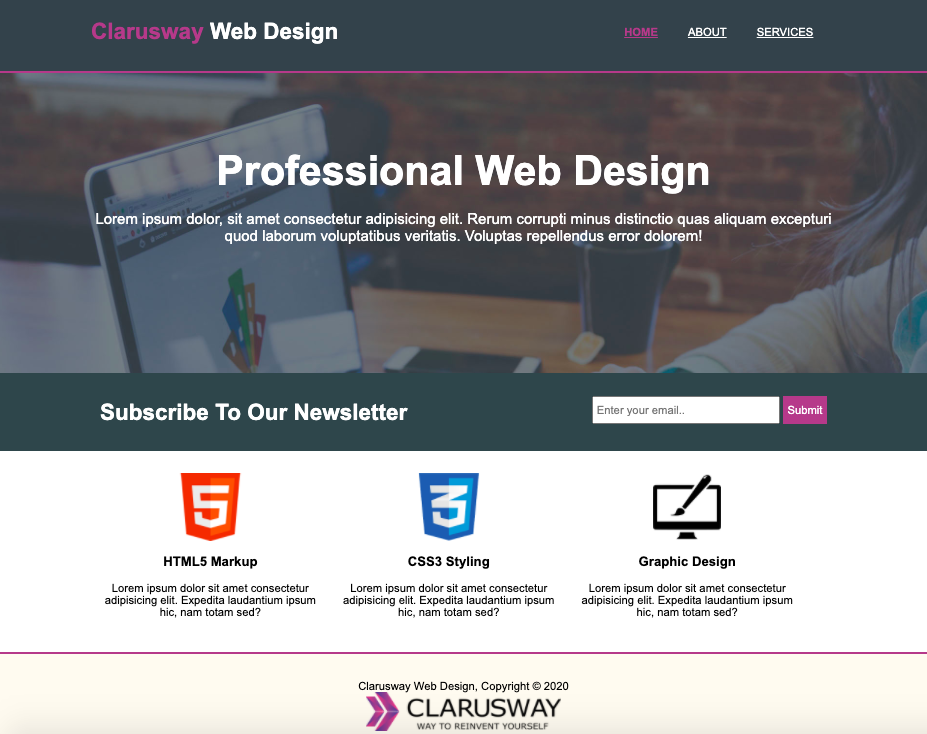 Clarusway Web Design
HOME ABOUT SERVICES
Professional Web Design
Lorem ipsum dolor, sit amet consectetur adipisicing elit. Rerum corrupti minus distinctio quas aliquam excepturi
quod laborum voluptatibus veritatis. Voluptas repellendus error dolorem!
Subscribe To Our Newsletter
Enter your email..
Submit
5
HTML5 Markup
Lorem ipsum dolor sit amet consectetur
adipisicing elit. Expedita laudantium ipsum
hic, nam totam sed?
3
CSS3 Styling
Lorem ipsum dolor sit amet consectetur
adipisicing elit. Expedita laudantium ipsum
hic, nam totam sed?
Graphic Design
Lorem ipsum dolor sit amet consectetur
adipisicing elit. Expedita laudantium ipsum
hic, nam totam sed?
Clarusway Web Design, Copyright © 2020
CLARUSWAY
WAY TO REINVENT YOURSELF